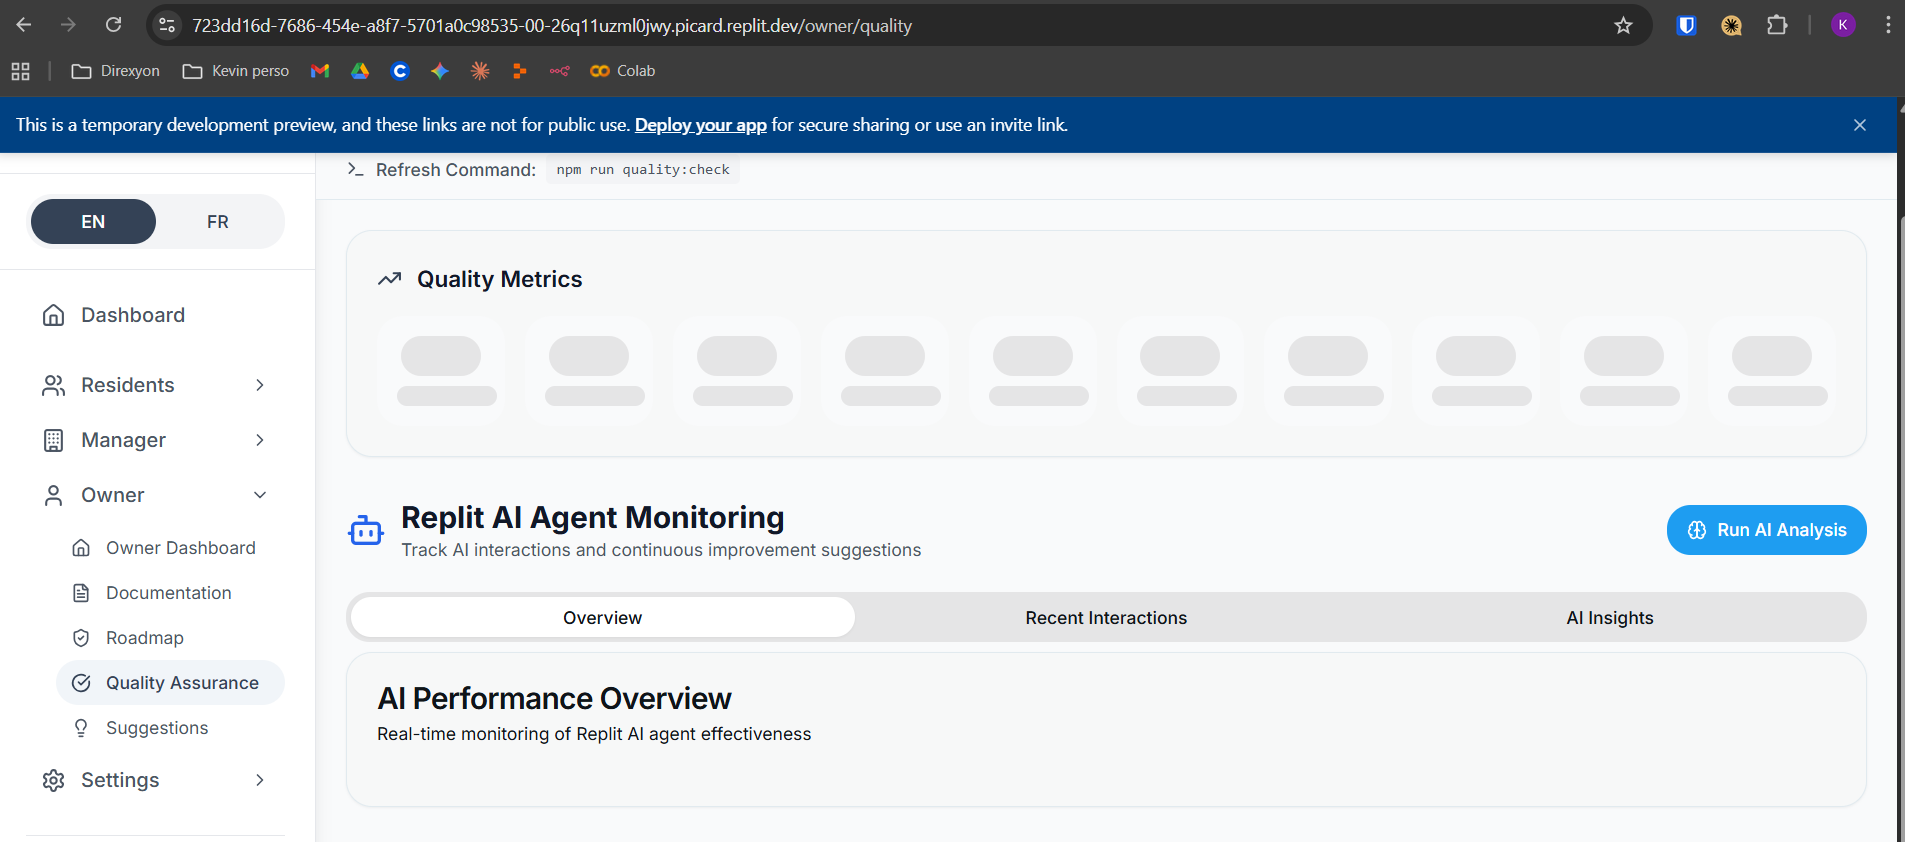 723dd16d-7686-454e-a8f7-5701a0c98535-00-26q11uzml0jwy.picard.replit.dev/owner/quality
K
Direxyon
Kevin perso
Colab
This is a temporary development preview, and these links are not for public use. Deploy your app for secure sharing or use an invite link.
Refresh Command: npm run quality:check
EN FR
Dashboard
Residents
Manager
Owner
Owner Dashboard
Documentation
Roadmap
Quality Assurance
Suggestions
Settings
Quality Metrics
Replit AI Agent Monitoring
Track AI interactions and continuous improvement suggestions
Run AI Analysis
Overview
Recent Interactions
AI Insights
AI Performance Overview
Real-time monitoring of Replit AI agent effectiveness